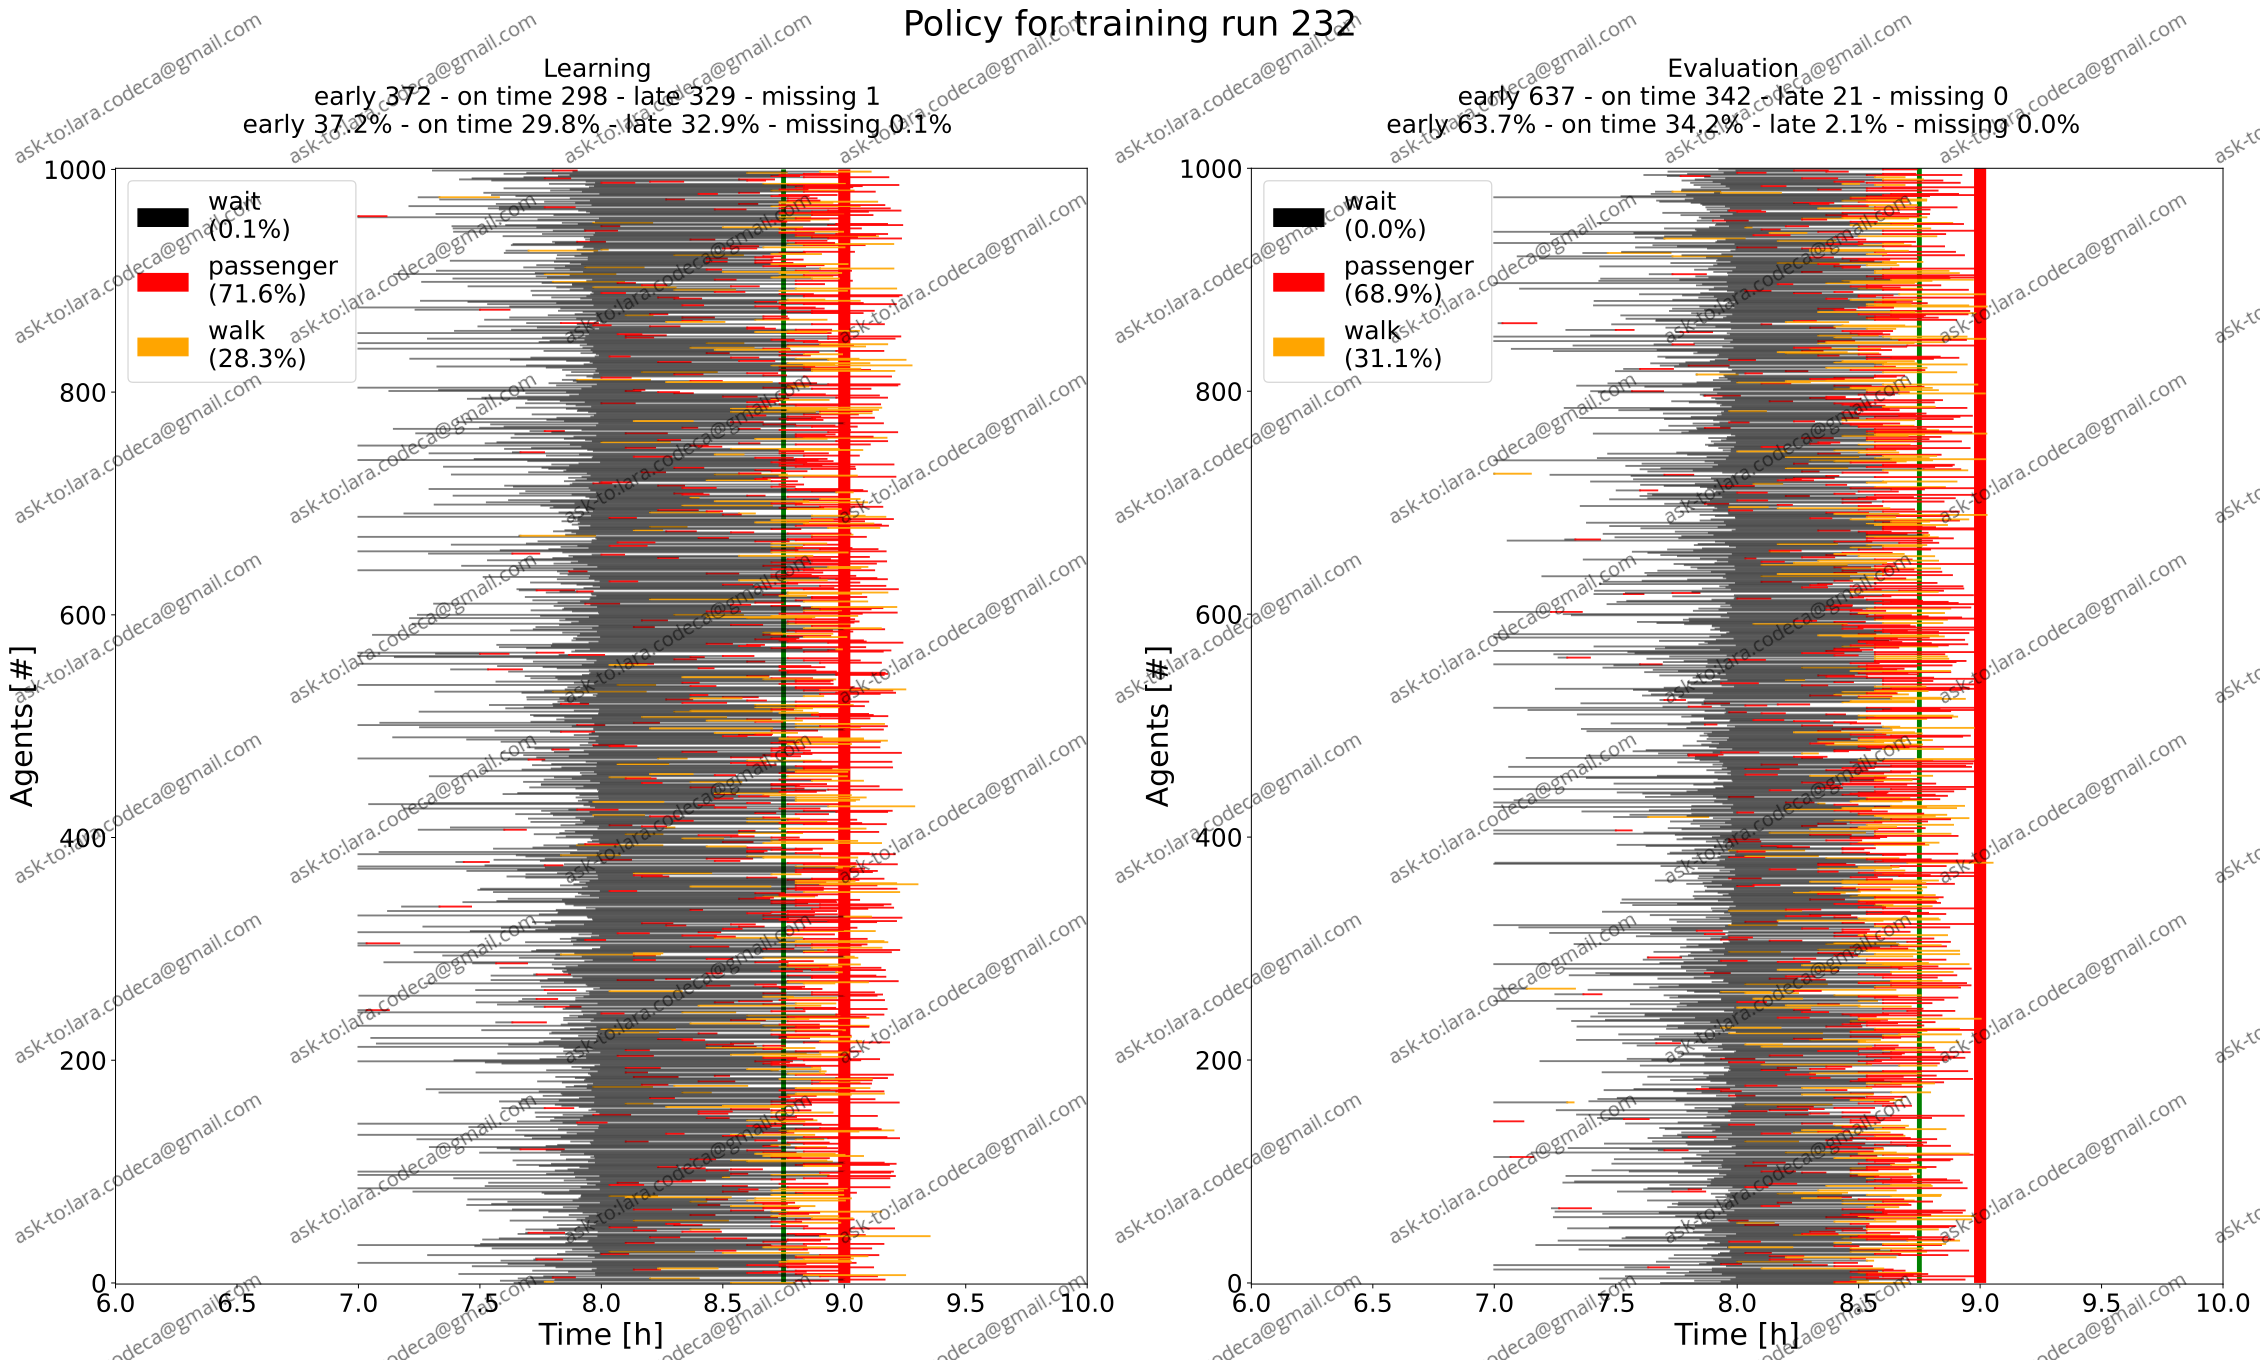 Policy for training run 232
Learning
early 372 - on time 298 - late 329 - missing 1
early 37.2% - on time 29.8% - late 32.9% - missing 0.1%
1000
800
600
400
200
0
Agents [#]
wait
(0.1%)
passenger
(71.6%)
walk
(28.3%)
6.0 6.5 7.0 7.5 8.0 8.5 9.0 9.5 10.0
Time [h]
Evaluation
early 637 - on time 342 - late 21 - missing 0
early 63.7% - on time 34.2% - late 2.1% - missing 0.0%
1000
800
600
400
200
0
Agents [#]
wait
(0.0%)
passenger
(68.9%)
walk
(31.1%)
6.0 6.5 7.0 7.5 8.0 8.5 9.0 9.5 10.0
Time [h]
ask-to:lara.codeca@gmail.com